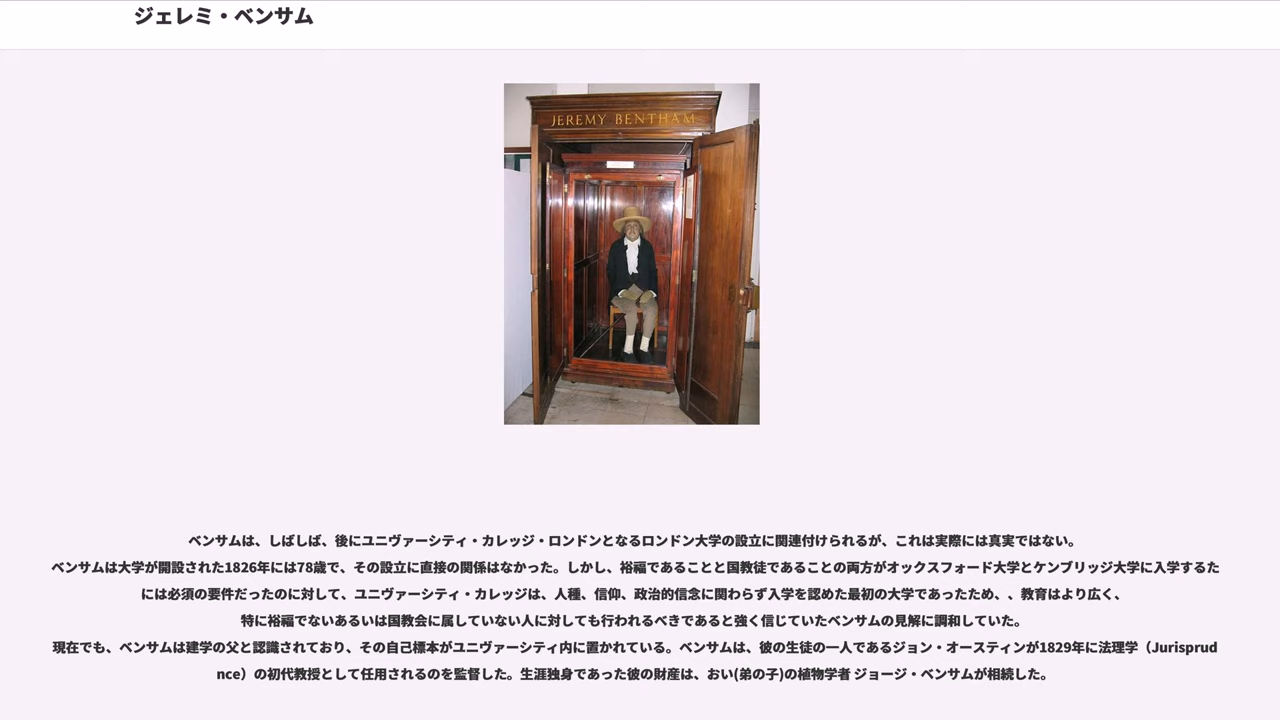 ジェレミ・ベンサム
JEREMY BENTHAM
ベンサムは、しばしば、後にユニヴァーシティ・カレッジ・ロンドンとなるロンドン大学の設立に関連付けられるが、これは実際には真実ではない。
ベンサムは大学が開設された1826年には78歳で、その設立に直接の関係はなかった。しかし、裕福であることと国教徒であることの両方がオックスフォード大学とケンブリッジ大学に入学するた
には必須の要件だったのに対して、ユニヴァーシティ・カレッジは、人種、信仰、政治的信念に関わらず入学を認めた最初の大学であったため、、教育はより広く、
特に裕福でないあるいは国教会に属していない人に対しても行われるべきであると強く信じていたベンサムの見解に調和していた。
現在でも、ベンサムは建学の父と認識されており、その自己標本がユニヴァーシティ内に置かれている。ベンサムは、彼の生徒の一人であるジョン・オースティンが1829年に法理学（Jurisprud
nce）の初代教授として任用されるのを監督した。生涯独身であった彼の財産は、おい(弟の子)の植物学者 ジョージ・ベンサムが相続した。